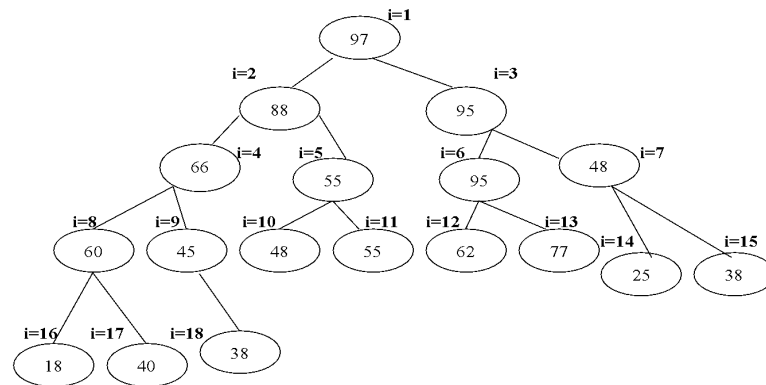 i=1
97
i=2
i=3
88
95
i=4
i=5
i=6
i=7
66
55
95
48
i=8
i=9
i=10
i=11
i=12
i=13
i=14
i=15
60
45
48
55
62
77
25
38
i=16
i=17
i=18
18
40
38